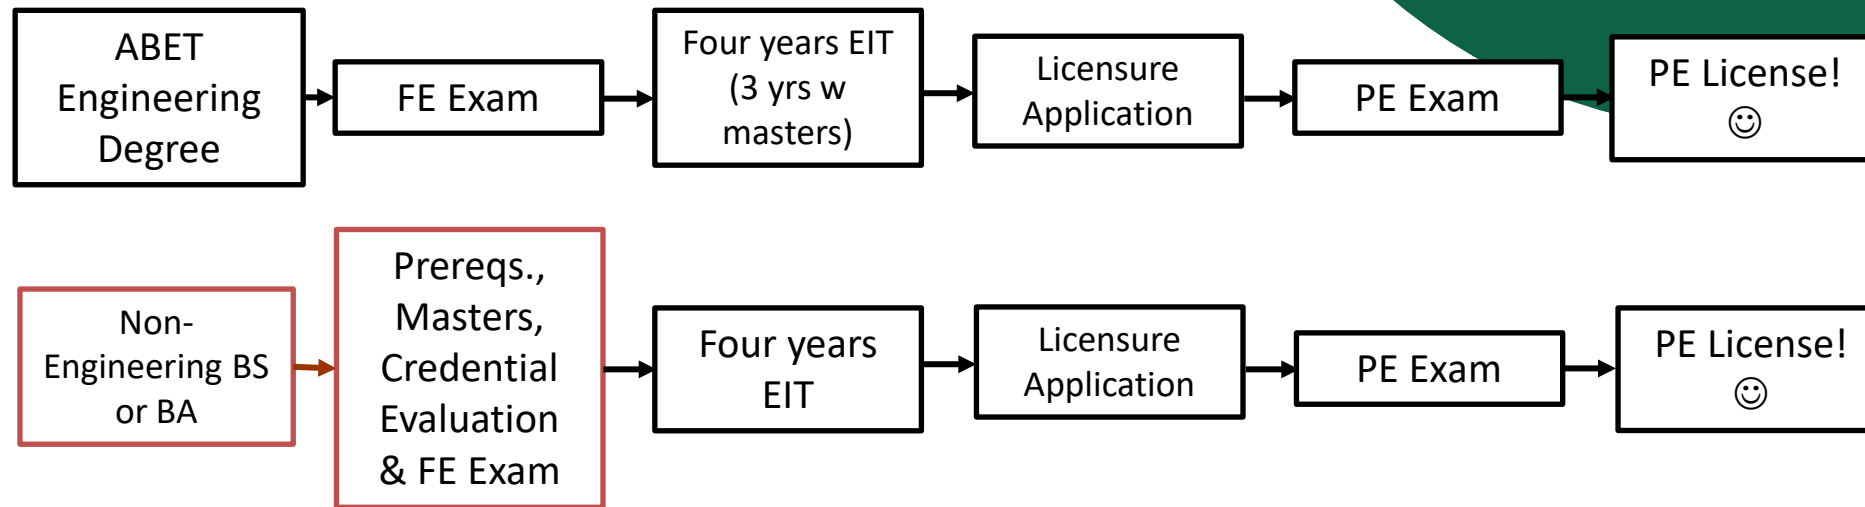 ABET
Engineering
Degree
FE Exam
Four years EIT
(3 yrs w
masters)
Licensure
Application
PE Exam
PE License!
☺
Non-
Engineering BS
or BA
Prereqs.,
Masters,
Credential
Evaluation
& FE Exam
Four years
EIT
Licensure
Application
PE Exam
PE License!
☺